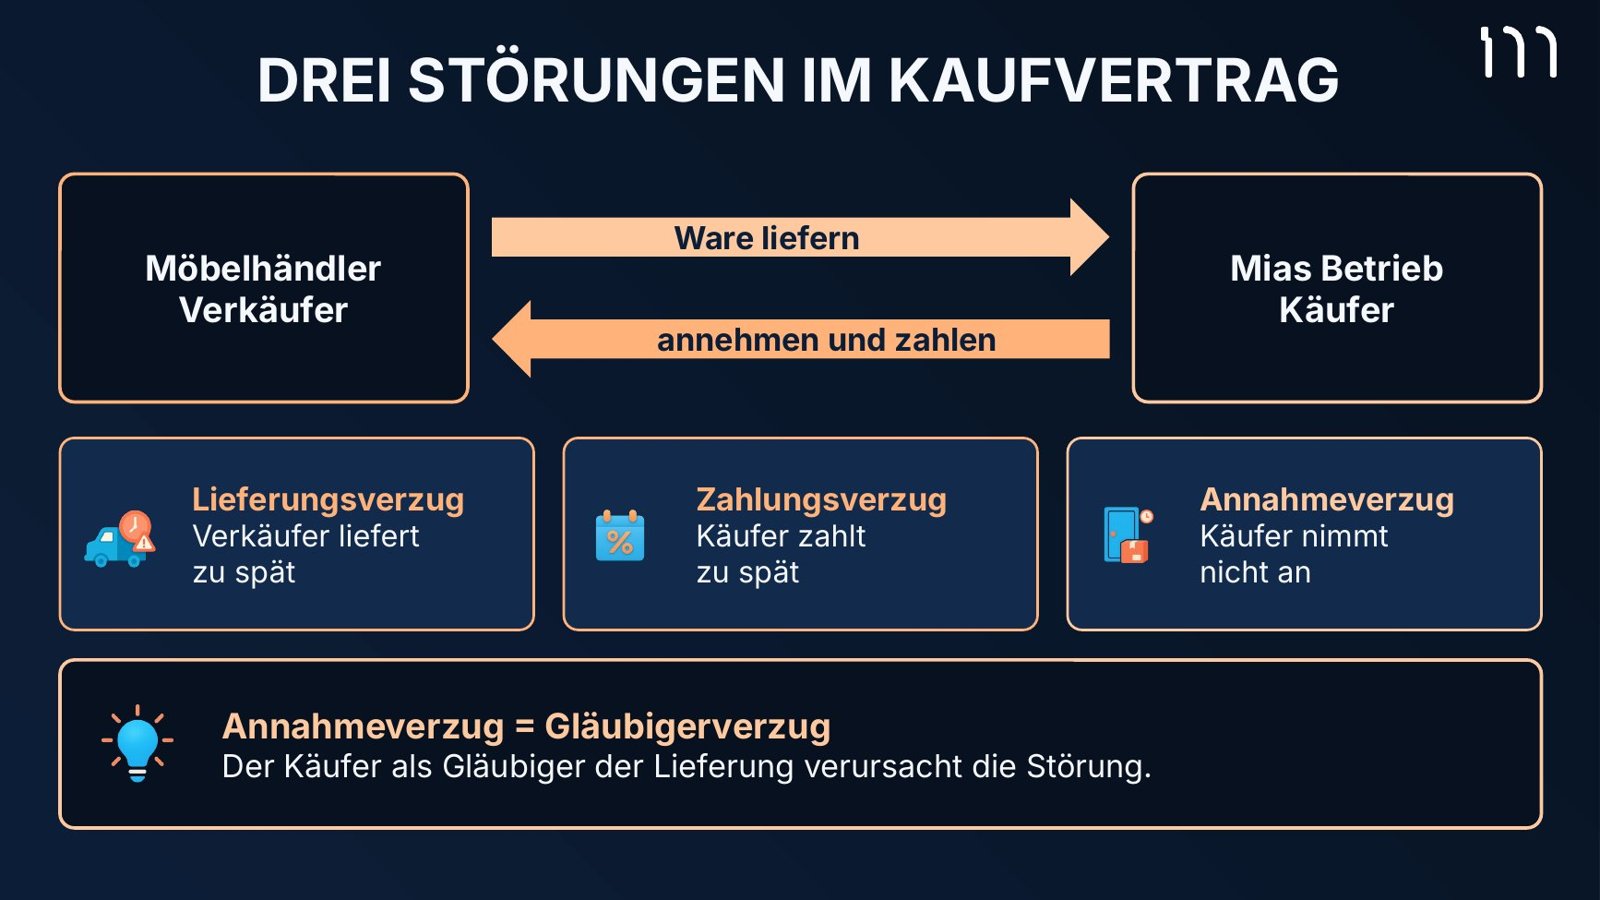 DREI STÖRUNGEN IM KAUFVERTRAG
m
Möbelhändler
Verkäufer
Ware liefern
annehmen und zahlen
Mias Betrieb
Käufer
Lieferungsverzug
Verkäufer liefert
zu spät
%
Zahlungsverzug
Käufer zahlt
zu spät
Annahmeverzug
Käufer nimmt
nicht an
Annahmeverzug = Gläubigerverzug
Der Käufer als Gläubiger der Lieferung verursacht die Störung.